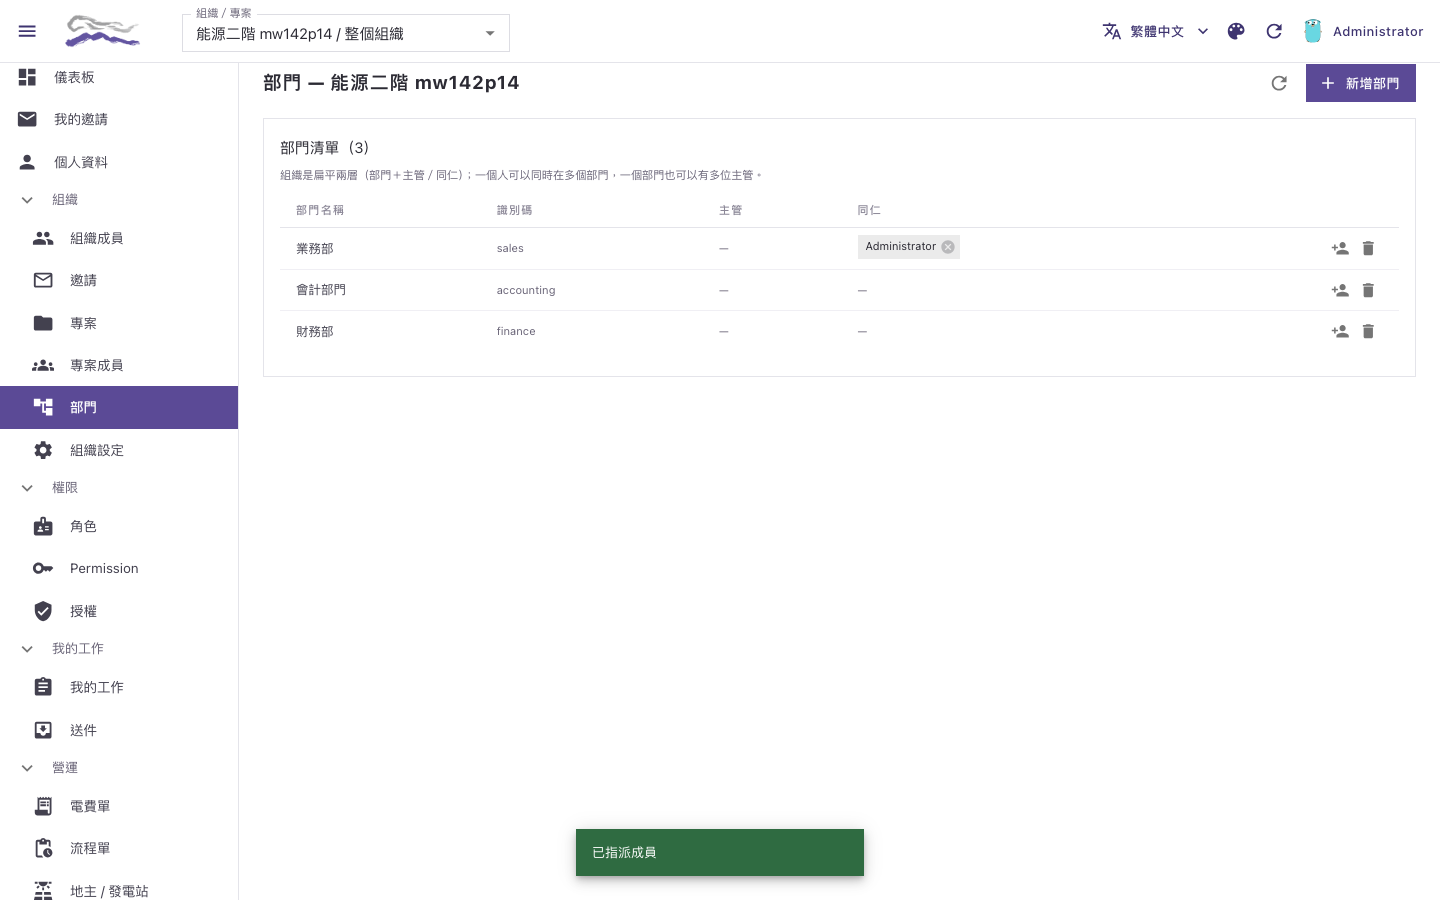 組織 / 專案
能源二階 mw142p14 / 整個組織
繁體中文
Administrator
儀表板
我的邀請
個人資料
組織
組織成員
邀請
專案
專案成員
部門
組織設定
權限
角色
Permission
授權
我的工作
我的工作
送件
營運
電費單
流程單
地主 / 發電站
部門 — 能源二階 mw142p14
新增部門
部門清單（3）
組織是扁平兩層（部門＋主管 / 同仁）；一個人可以同時在多個部門，一個部門也可以有多位主管。
部門名稱 識別碼 主管 同仁
業務部 sales — Administrator
會計部門 accounting — —
財務部 finance — —
已指派成員